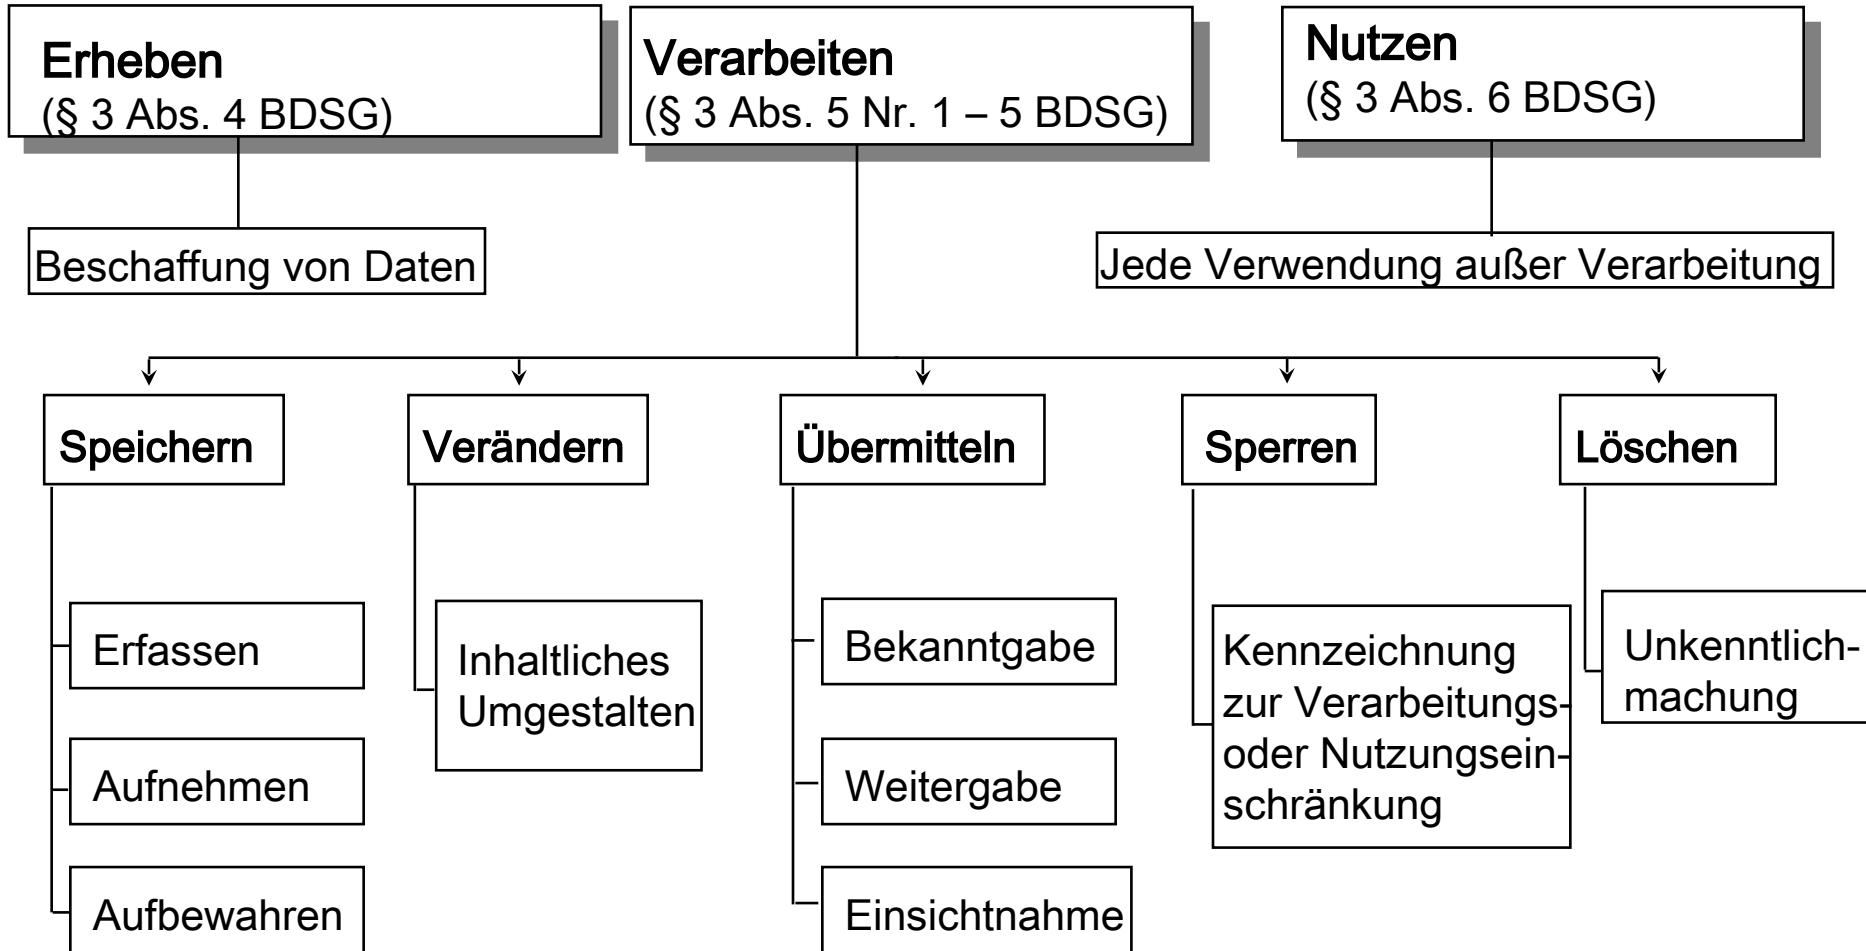 Erheben
(§ 3 Abs. 4 BDSG)
Verarbeiten
(§ 3 Abs. 5 Nr. 1 – 5 BDSG)
Nutzen
(§ 3 Abs. 6 BDSG)
Beschaffung von Daten
Jede Verwendung außer Verarbeitung
Speichern
Verändern
Übermitteln
Sperren
Löschen
Erfassen
Aufnehmen
Aufbewahren
Inhaltliches
Umgestalten
Bekanntgabe
Weitergabe
Einsichtnahme
Kennzeichnung
zur Verarbeitungs-
oder Nutzungsein-
schränkung
Unkenntlich-
machung